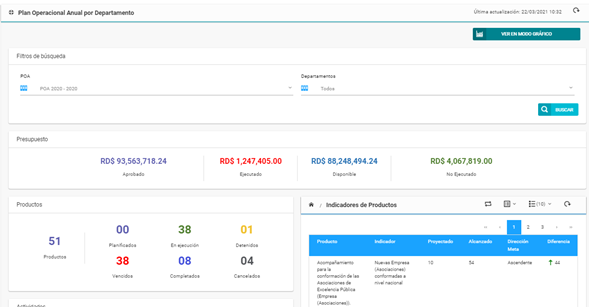 Plan Operacional Anual por Departamento
Última actualización: 22/03/2021 10:32
VER EN MODO GRÁFICO
Filtros de búsqueda
POA
POA 2020 - 2020
Departamentos
Todos
BUSCAR
Presupuesto
RD$ 93,563,718.24
Aprobado
RD$ 1,247,405.00
Ejecutado
RD$ 88,248,494.24
Disponible
RD$ 4,067,819.00
No Ejecutado
Productos
51
Productos
00
Planificados
38
En ejecución
01
Detenidos
38
Vencidos
08
Completados
04
Cancelados
/ Indicadores de Productos
(10)
« ‹ 1 2 3 › »
Producto Indicador Proyectado Alcanzado Dirección Diferencia
Meta
Acompañamiento Nuevas Empresa 10 54 Ascendente 44
para la (Asociaciones)
conformación de las conformadas a
Asociaciones de nivel nacional
Excelencia Pública
(Empresa
(Asociaciones)).